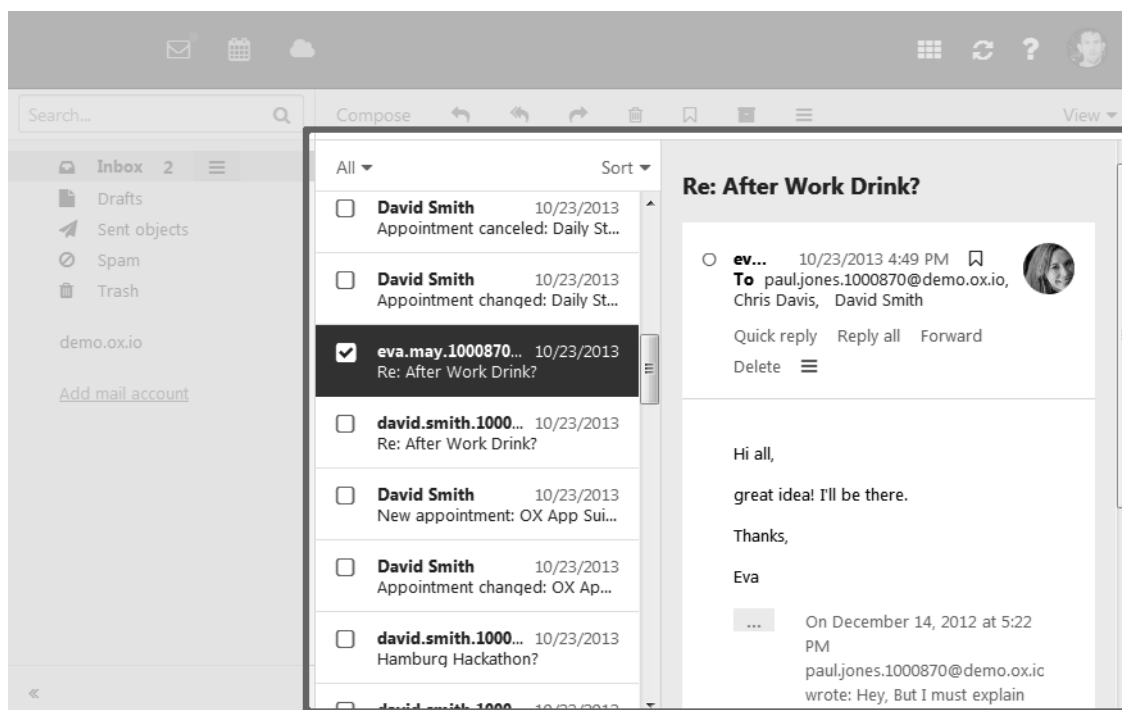 Search...
Compose
View
Inbox 2
Drafts
Sent objects
Spam
Trash
demo.ox.io
Add mail account
All
Sort
David Smith 10/23/2013
Appointment canceled: Daily St...
David Smith 10/23/2013
Appointment changed: Daily St...
eva.may.1000870... 10/23/2013
Re: After Work Drink?
david.smith.1000... 10/23/2013
Re: After Work Drink?
David Smith 10/23/2013
New appointment: OX App Sui...
David Smith 10/23/2013
Appointment changed: OX Ap...
david.smith.1000... 10/23/2013
Hamburg Hackathon?
david.smith.1000... 10/23/2013
Re: After Work Drink?
ev... 10/23/2013 4:49 PM
To paul.jones.1000870@demo.ox.io,
Chris Davis, David Smith
Quick reply Reply all Forward
Delete
Hi all,
great idea! I'll be there.
Thanks,
Eva
... On December 14, 2012 at 5:22
PM
paul.jones.1000870@demo.ox.io
wrote: Hey, But I must explain